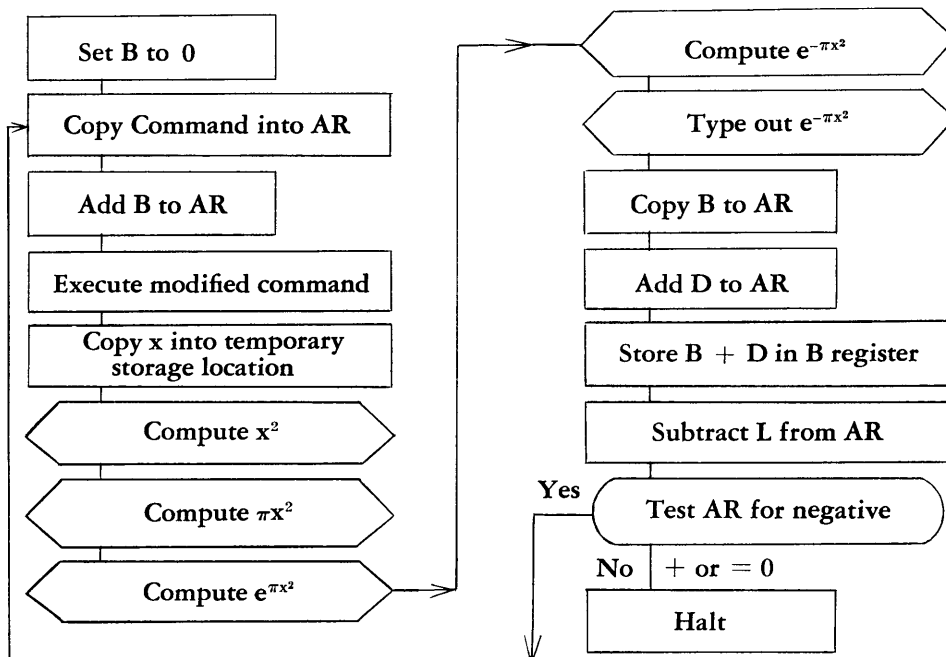 Set B to 0
Copy Command into AR
Add B to AR
Execute modified command
Copy x into temporary
storage location
Compute x²
Compute πx²
Compute e^πx²
Compute e^-πx²
Type out e^-πx²
Copy B to AR
Add D to AR
Store B + D in B register
Subtract L from AR
Yes
Test AR for negative
No + or = 0
Halt